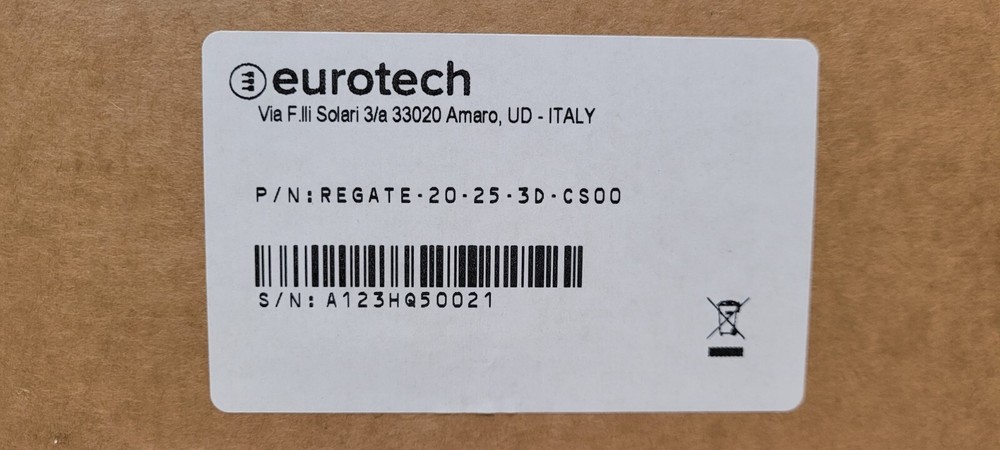 eurotech
Via F.lli Solari 3/a 33020 Amaro, UD - ITALY
P/N:REGATE-20-25-3D-CS00
S/N: A123HQ50021